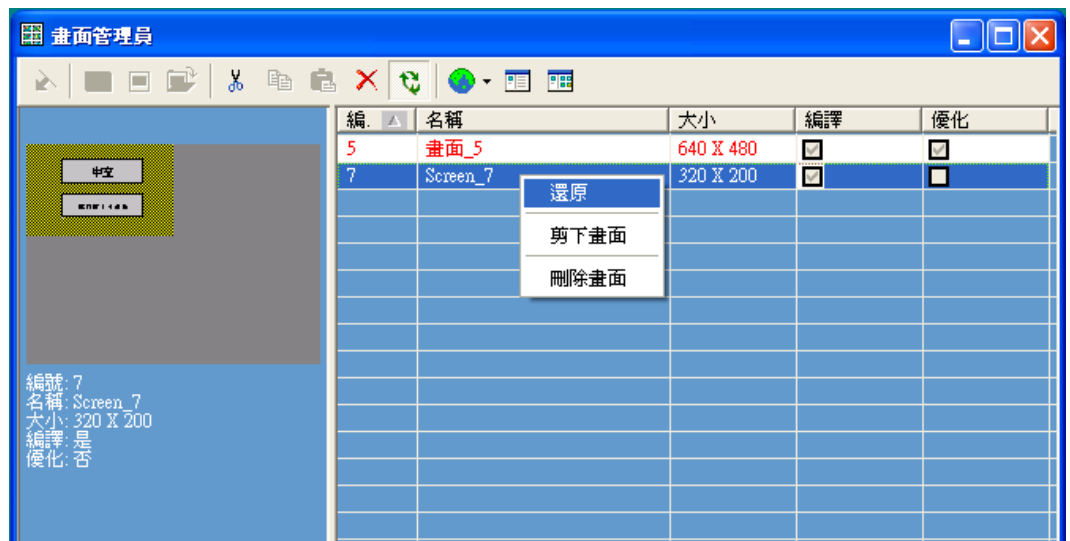 畫面管理員
編. 名稱 大小 編譯 優化
5 畫面_5 640 X 480
7 Screen_7 320 X 200
還原
剪下畫面
刪除畫面
編號: 7
名稱: Screen_7
大小: 320 X 200
編譯: 是
優化: 否